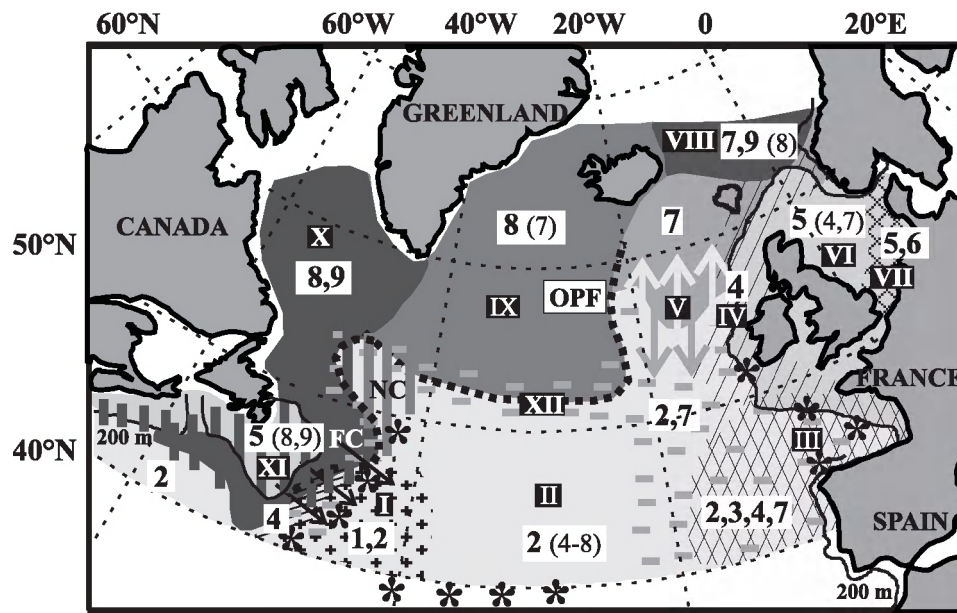 60°N 60°W 40°W 20°W 0 20°E
GREENLAND
VIII 7,9 (8)
CANADA
50°N
X
8,9
8 (7)
7
5 (4,7)
VI
5,6
VII
IX
OPF
V
4
IV
NC
XII
FRANCE
2,7
200 m
5 (8,9)
FC
XI
III
40°N
2
I
II
4
1,2
2 (4-8)
2,3,4,7
SPAIN
200 m